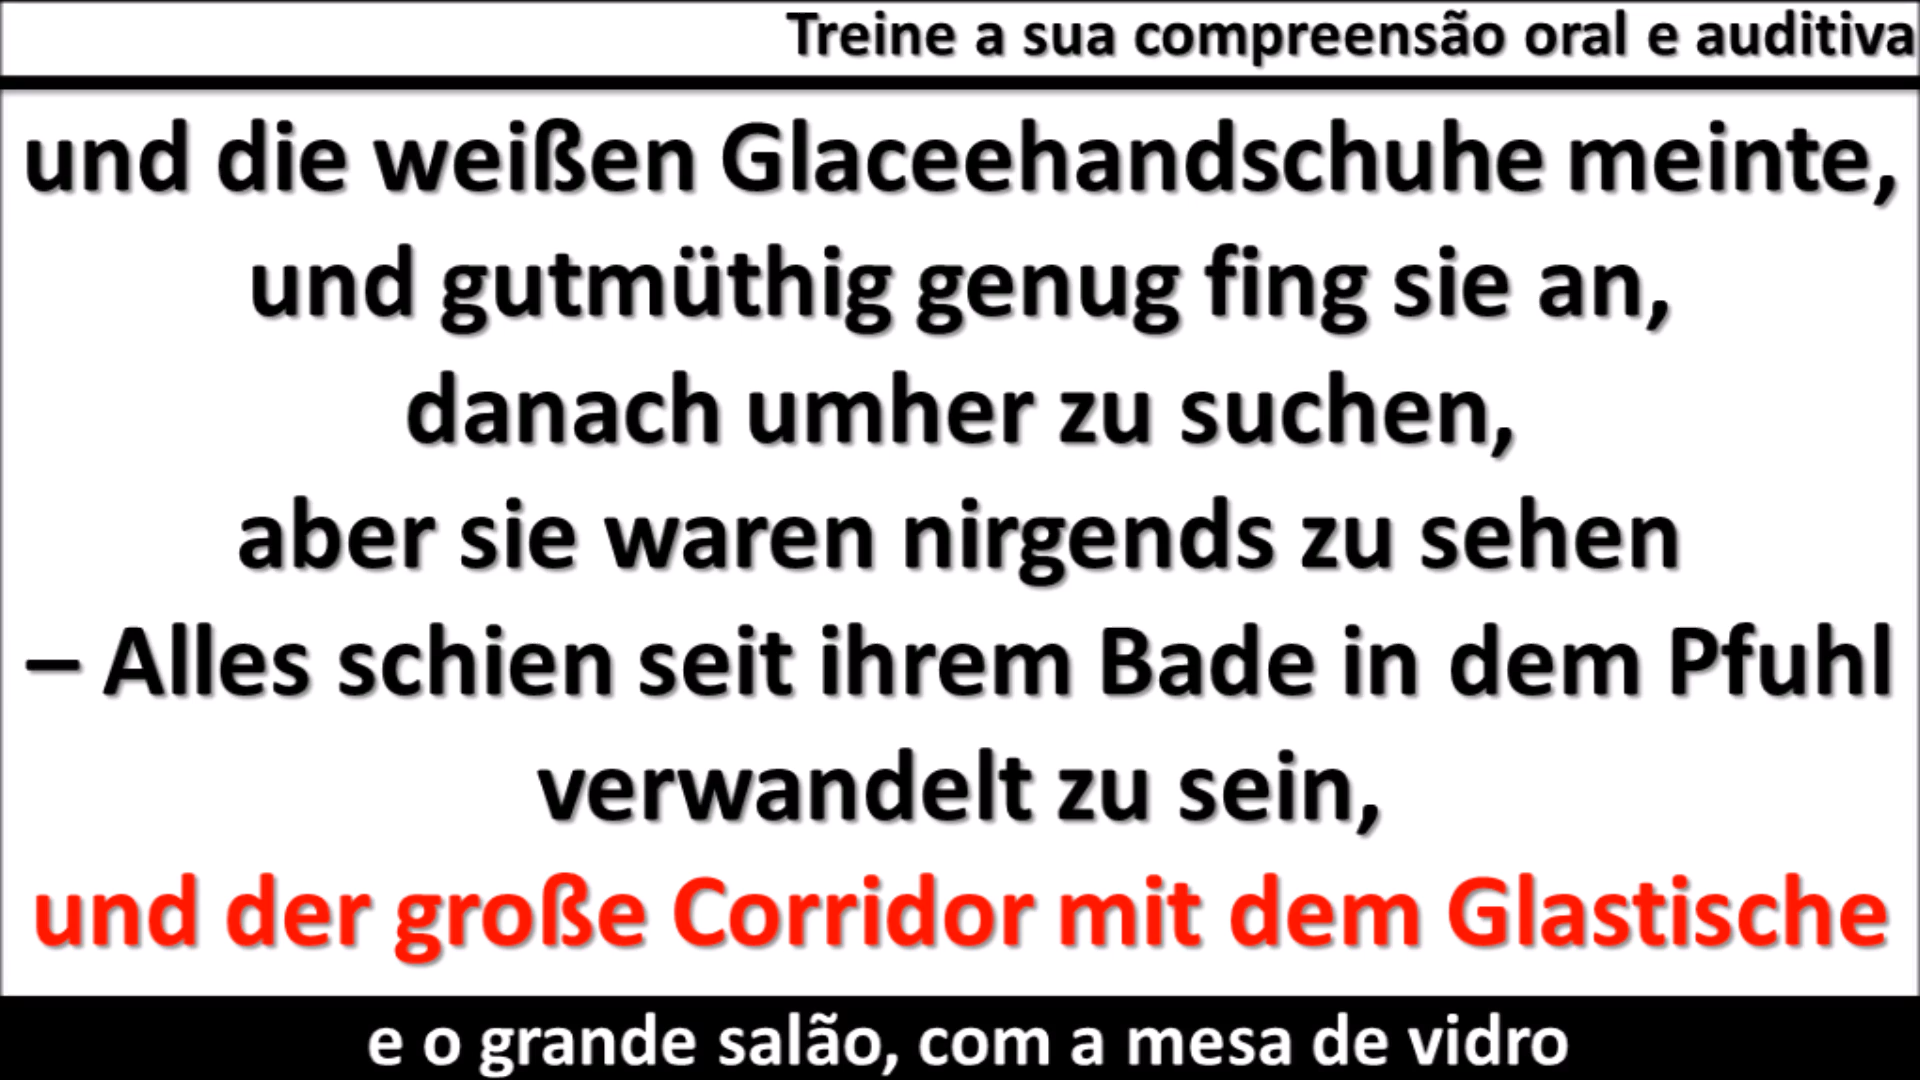 Treine a sua compreensão oral e auditiva
und die weißen Glaceehandschuhe meinte,
und gutmüthig genug fing sie an,
danach umher zu suchen,
aber sie waren nirgends zu sehen
– Alles schien seit ihrem Bade in dem Pfuhl
verwandelt zu sein,
und der große Corridor mit dem Glastische
e o grande salão, com a mesa de vidro